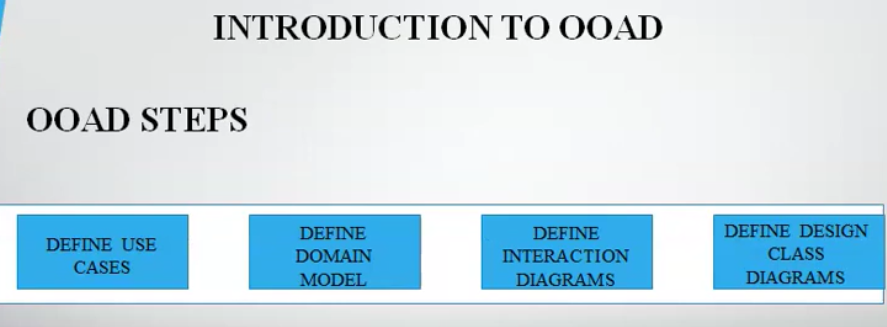 INTRODUCTION TO OOAD
OOAD STEPS
DEFINE USE
CASES
DEFINE
DOMAIN
MODEL
DEFINE
INTERACTION
DIAGRAMS
DEFINE DESIGN
CLASS
DIAGRAMS